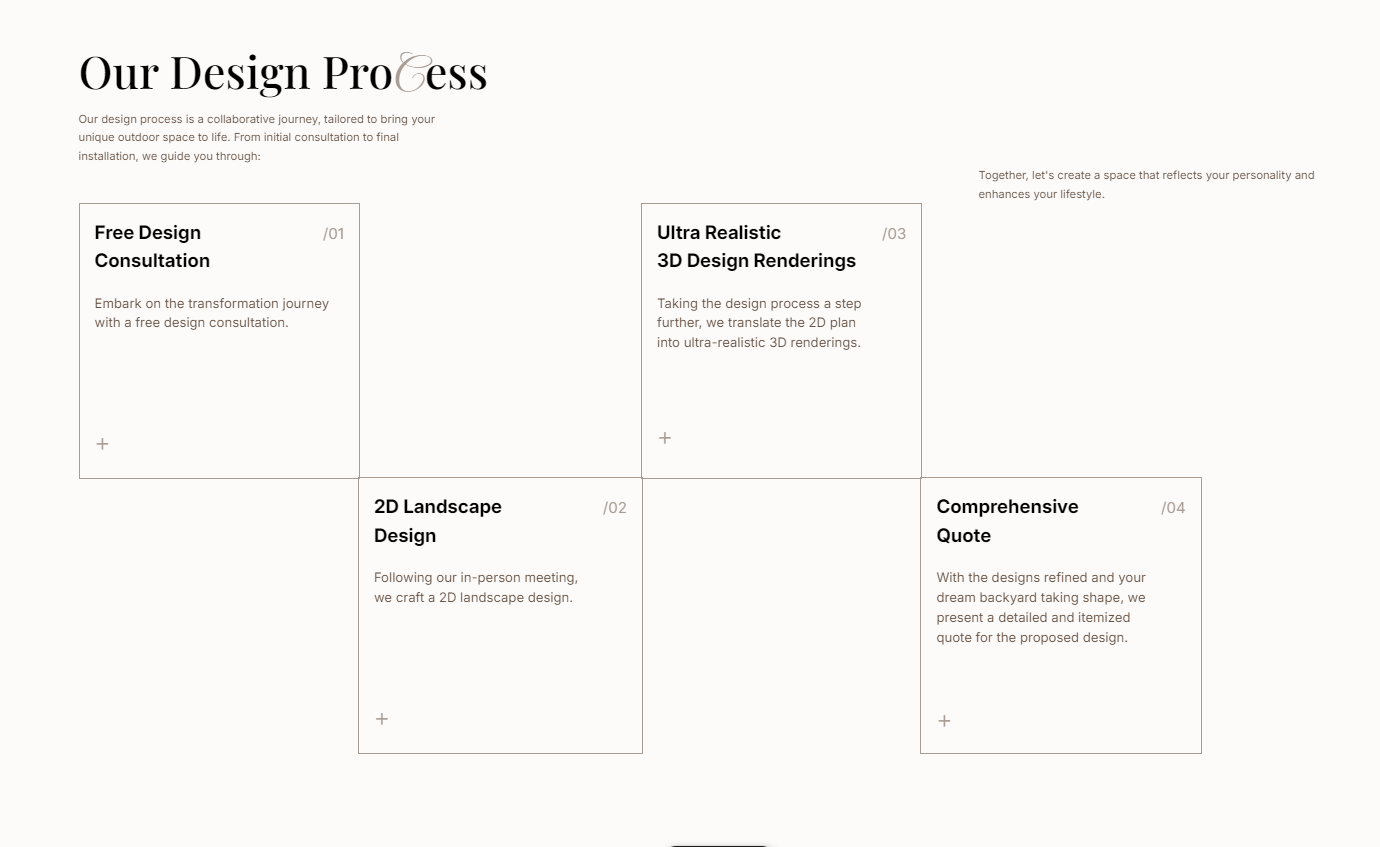 Our Design ProCess
Our design process is a collaborative journey, tailored to bring your
unique outdoor space to life. From initial consultation to final
installation, we guide you through:
Together, let's create a space that reflects your personality and
enhances your lifestyle.
Free Design
Consultation
/01
Embark on the transformation journey
with a free design consultation.
+
2D Landscape
Design
/02
Following our in-person meeting,
we craft a 2D landscape design.
+
Ultra Realistic
3D Design Renderings
/03
Taking the design process a step
further, we translate the 2D plan
into ultra-realistic 3D renderings.
+
Comprehensive
Quote
/04
With the designs refined and your
dream backyard taking shape, we
present a detailed and itemized
quote for the proposed design.
+